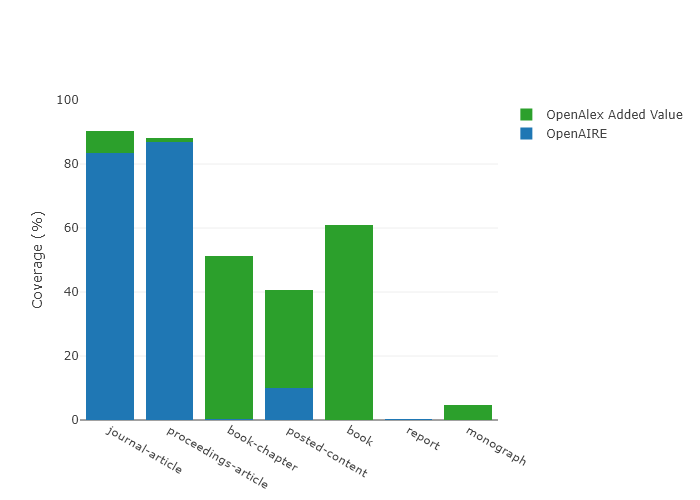 100
80
60
40
20
0
Coverage (%)
journal-article
proceedings-article
book-chapter
posted-content
book
report
monograph
OpenAlex Added Value
OpenAIRE